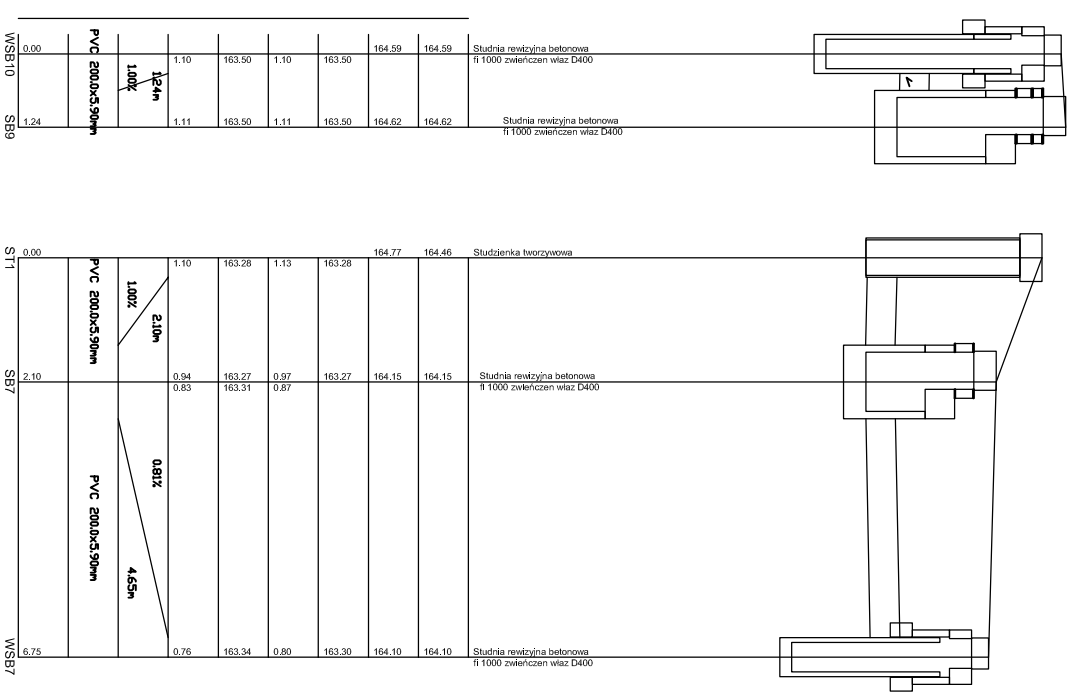 WSB10
0.00
PVC 200.0x5.90mm
1.00%
1.24m
1.10
163.50
1.10
163.50
164.59
164.59
Studnia rewizyjna betonowa
fi 1000 zwieńczen właz D400
SB9
1.24
1.11
163.50
1.11
163.50
164.62
164.62
Studnia rewizyjna betonowa
fi 1000 zwieńczen właz D400
ST1
0.00
PVC 200.0x5.90mm
1.00%
2.10m
1.10
163.28
1.13
163.28
164.77
164.46
Studzienka tworzywowa
SB7
2.10
0.94
163.27
0.97
163.27
164.15
164.15
Studnia rewizyjna betonowa
0.83
163.31
0.87
fi 1000 zwieńczen właz D400
PVC 200.0x5.90mm
0.81%
4.65m
WSB7
6.75
0.76
163.34
0.80
163.30
164.10
164.10
Studnia rewizyjna betonowa
fi 1000 zwieńczen właz D400